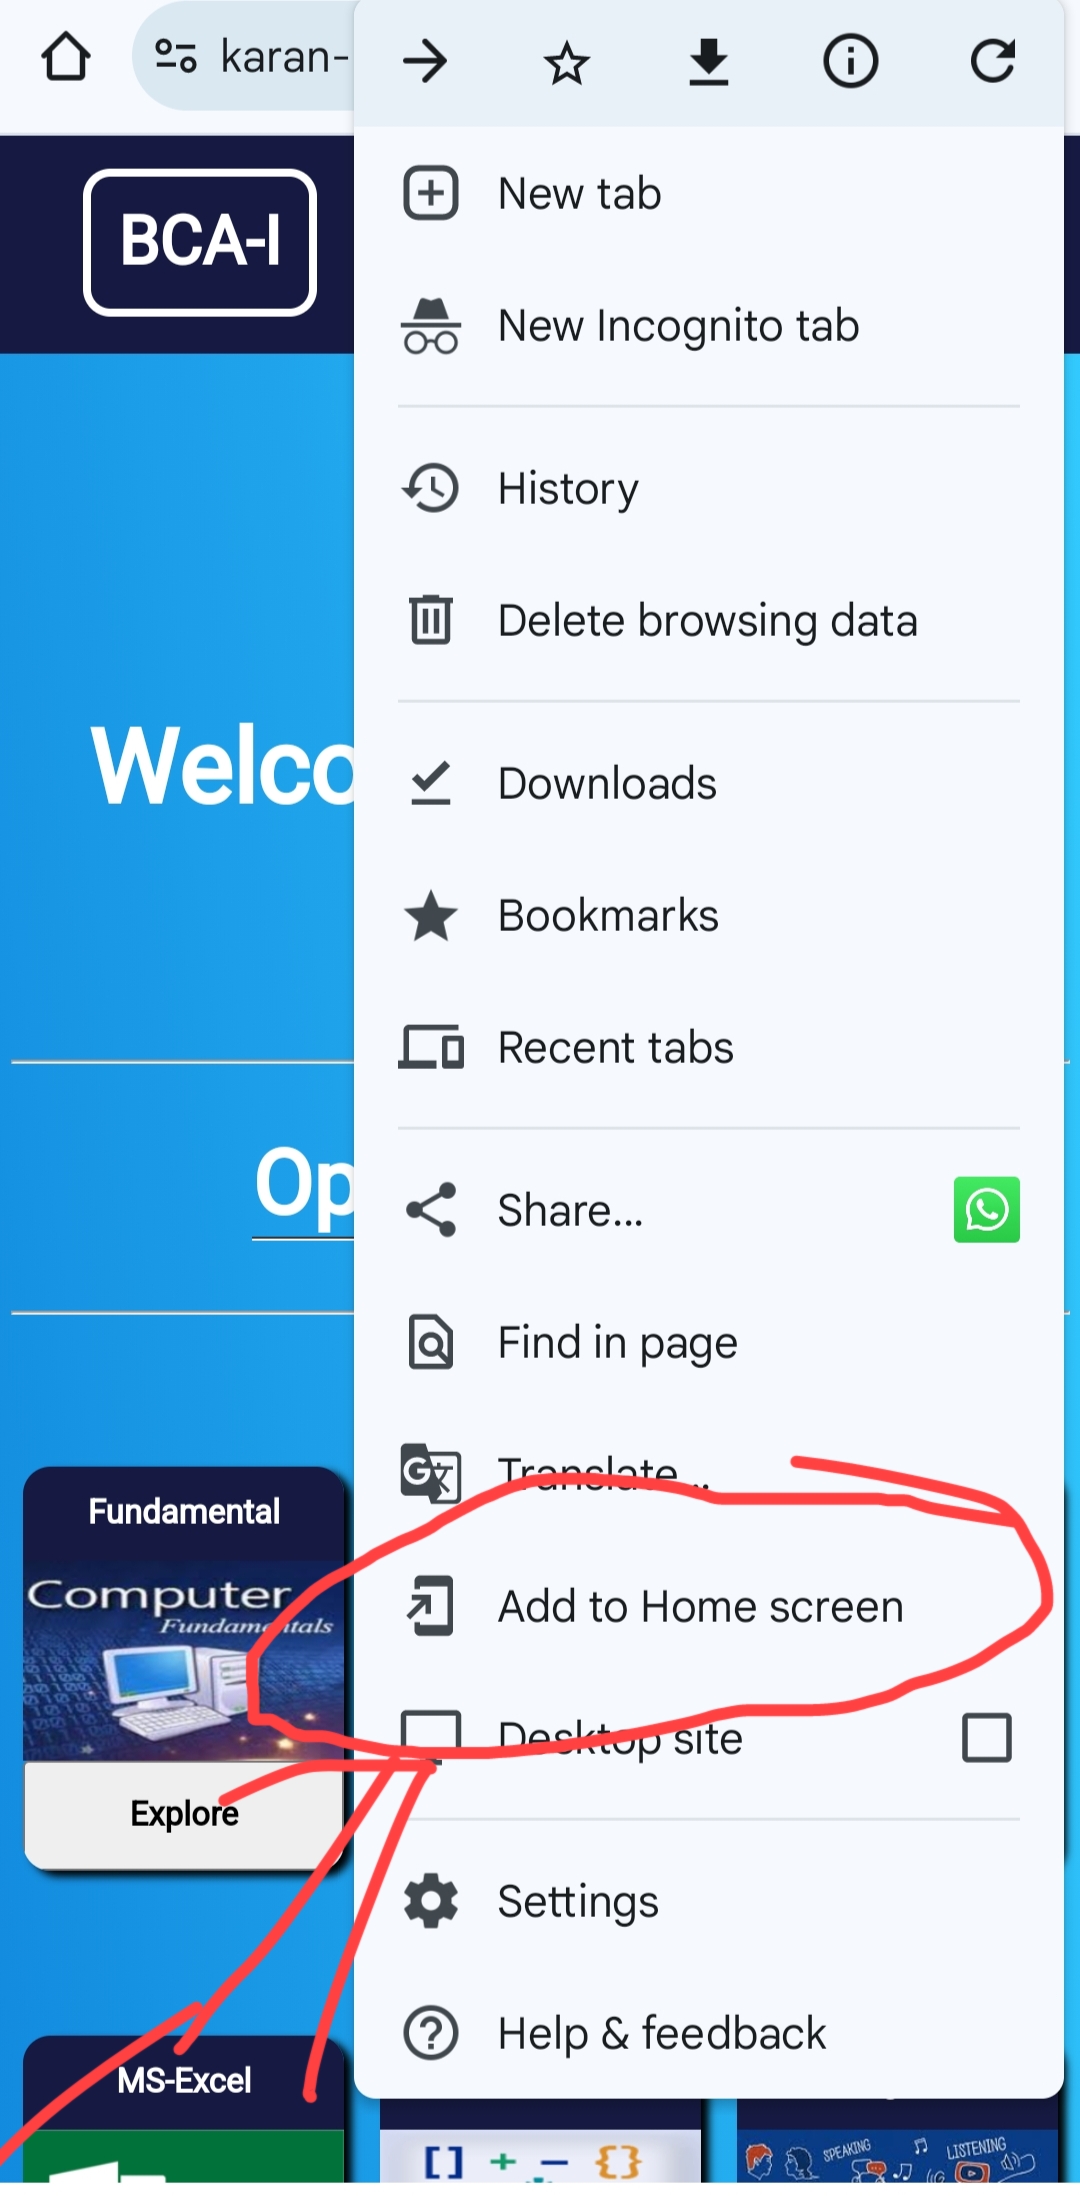 karan-
BCA-I
New tab
New Incognito tab
History
Delete browsing data
Welco
Downloads
Bookmarks
Recent tabs
Op
Share...
Find in page
Translate...
Fundamental
Computer
Fundamentals
Add to Home screen
Desktop site
Explore
Settings
Help & feedback
MS-Excel
[] + - {}
SPEAKING
LISTENING